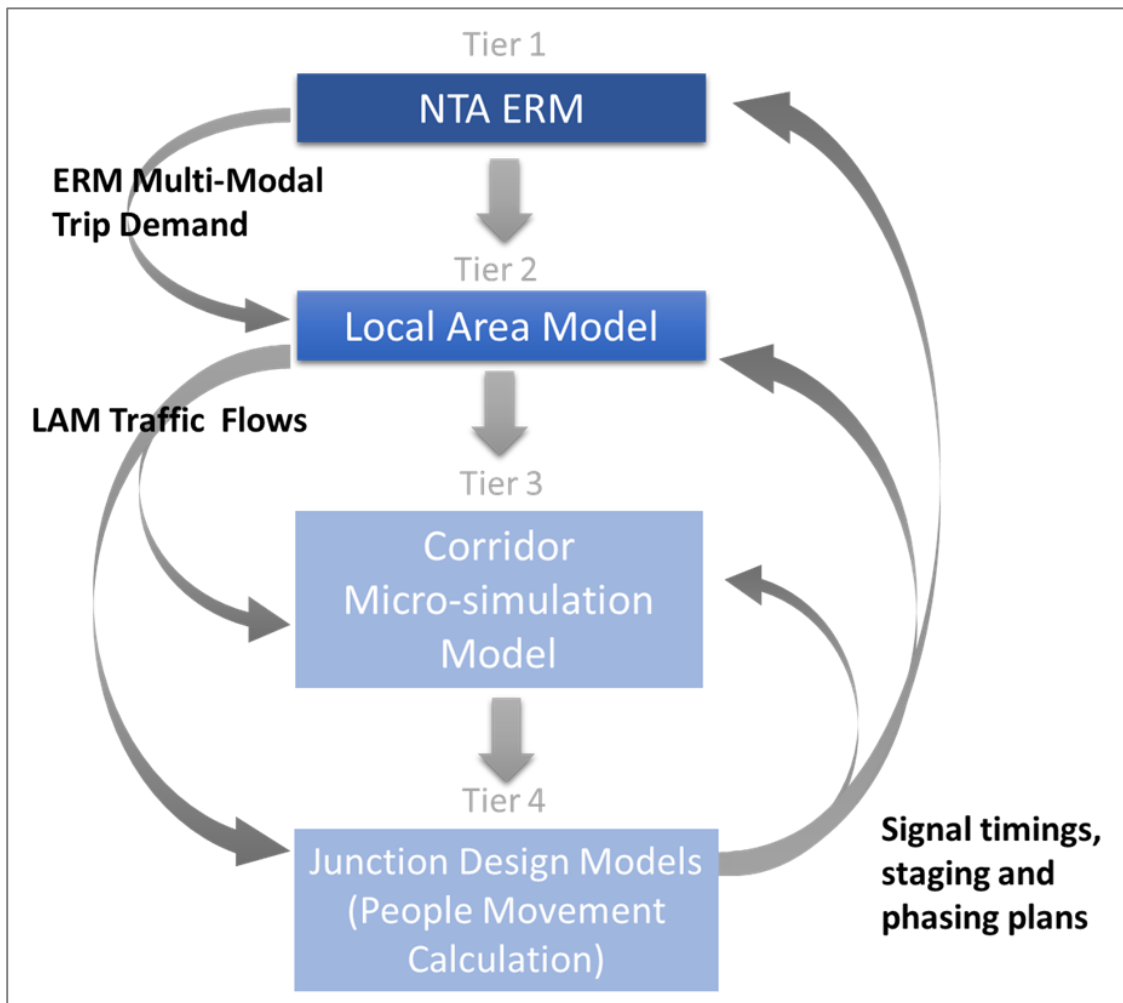 Tier 1
NTA ERM
ERM Multi-Modal
Trip Demand
Tier 2
Local Area Model
LAM Traffic Flows
Tier 3
Corridor
Micro-simulation
Model
Tier 4
Junction Design Models
(People Movement
Calculation)
Signal timings,
staging and
phasing plans